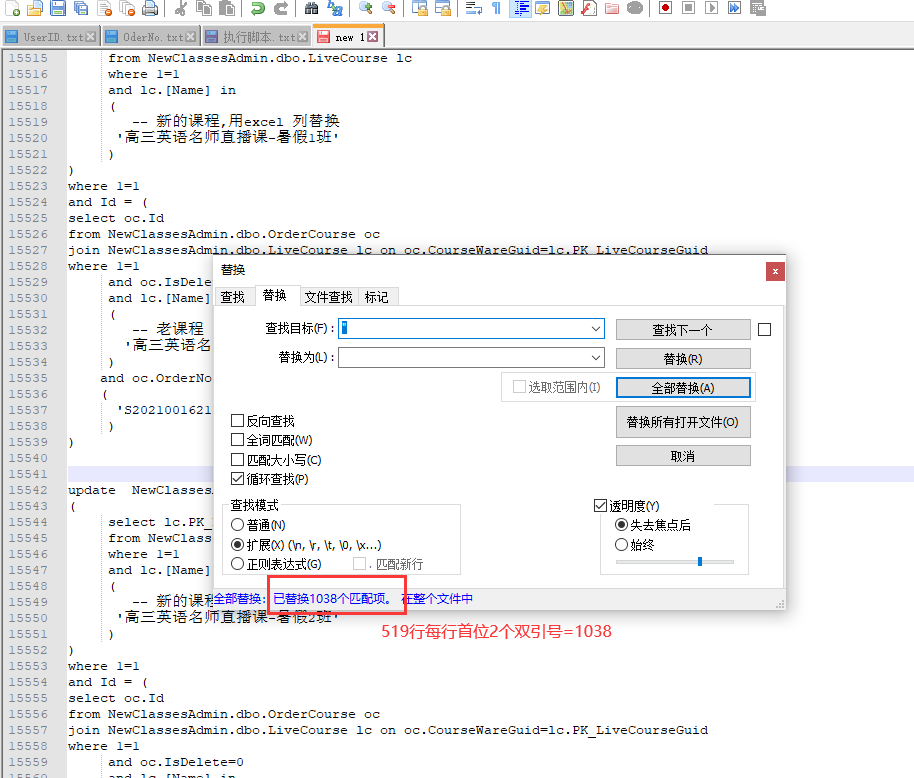 UserID.txt
OderNo.txt
执行脚本.txt
new 1
15515 from NewClassesAdmin.dbo.LiveCourse lc
15516 where 1=1
15517 and lc.[Name] in
15518 (
15519 -- 新的课程,用excel 列替换
15520 '高三英语名师直播课-暑假1班'
15521 )
15522 )
15523 where 1=1
15524 and Id = (
15525 select oc.Id
15526 from NewClassesAdmin.dbo.OrderCourse oc
15527 join NewClassesAdmin.dbo.LiveCourse lc on oc.CourseWareGuid=lc.PK_LiveCourseGuid
15528 where 1=1
15529 and oc.IsDele
15530 and lc.[Name]
15531 (
15532 -- 老课程
15533 '高三英语名
15534 )
15535 and oc.OrderNo
15536 (
15537 'S2021001621
15538 )
15539 )
15540
15541
15542 update NewClasses
15543 (
15544 select lc.PK_
15545 from NewClasses
15546 where 1=1
15547 and lc.[Name]
15548 (
15549 -- 新的课程
15550 '高三英语名师直播课-暑假2班'
15551 )
15552 )
15553 where 1=1
15554 and Id = (
15555 select oc.Id
15556 from NewClassesAdmin.dbo.OrderCourse oc
15557 join NewClassesAdmin.dbo.LiveCourse lc on oc.CourseWareGuid=lc.PK_LiveCourseGuid
15558 where 1=1
15559 and oc.IsDelete=0
替换
查找 替换 文件查找 标记
查找目标(F) : "
查找下一个
替换为(L) :
替换(R)
选取范围内(I)
全部替换(A)
替换所有打开文件(O)
取消
反向查找
全词匹配(W)
匹配大小写(C)
循环查找(P)
查找模式
普通(N)
扩展(X) (\n, \r, \t, \0, \x...)
正则表达式(G)
. 匹配新行
透明度(Y)
失去焦点后
始终
全部替换: 已替换1038个匹配项。 在整个文件中
519行每行首位2个双引号=1038